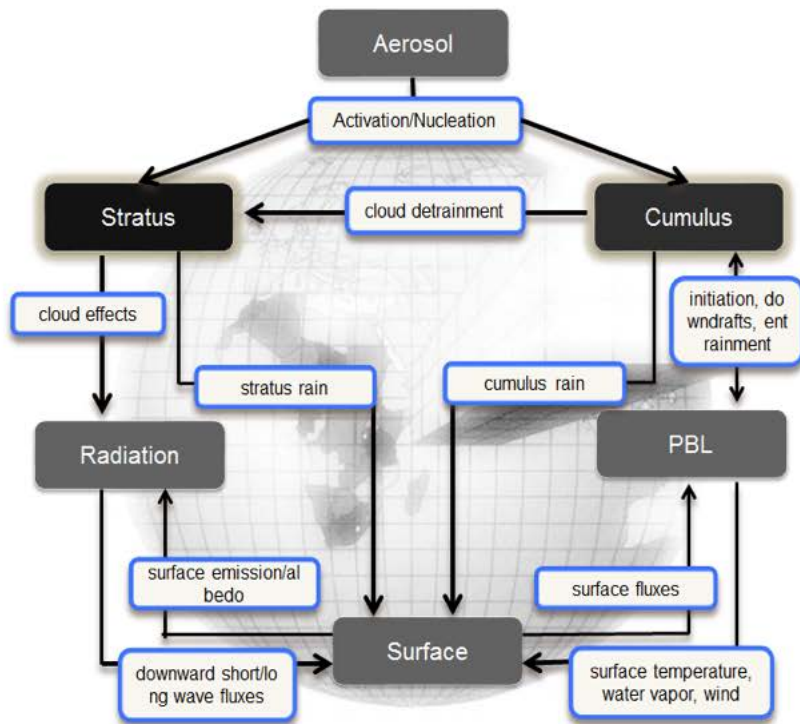 Aerosol
Activation/Nucleation
Stratus
cloud detrainment
Cumulus
cloud effects
initiation, do
wndrafts, ent
rainment
stratus rain
cumulus rain
Radiation
PBL
surface emission/al
bedo
surface fluxes
Surface
downward short/lo
ng wave fluxes
surface temperature,
water vapor, wind